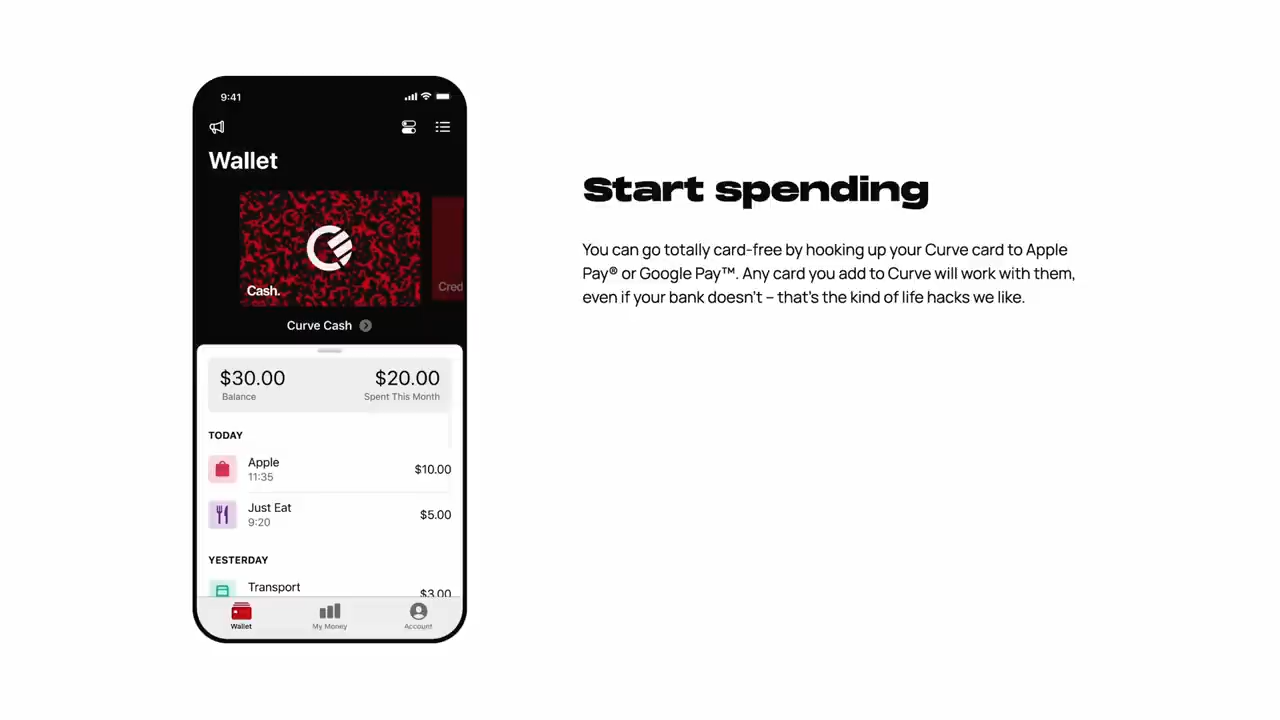 9:41
Wallet
Cash.
Cred
Curve Cash
$30.00 $20.00
Balance Spent This Month
TODAY
Apple
11:35
$10.00
Just Eat
9:20
$5.00
YESTERDAY
Transport
$3.00
Wallet My Money Account
Start spending
You can go totally card-free by hooking up your Curve card to Apple
Pay® or Google Pay™. Any card you add to Curve will work with them,
even if your bank doesn't – that's the kind of life hacks we like.